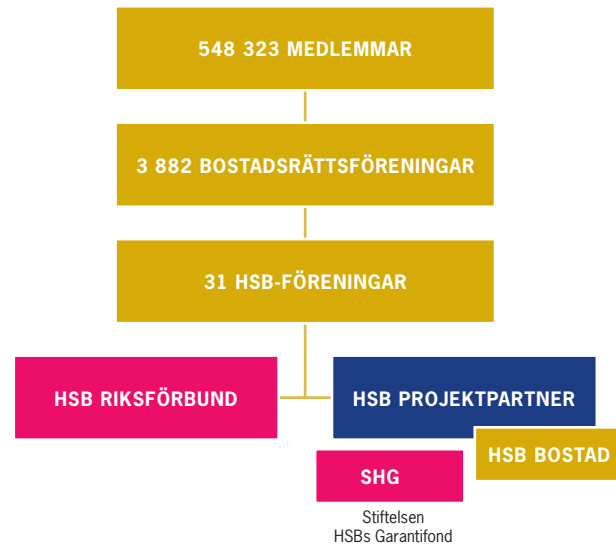 548 323 MEDLEMMAR
3 882 BOSTADSRÄTTSFÖRENINGAR
31 HSB-FÖRENINGAR
HSB RIKSFÖRBUND
HSB PROJEKTPARTNER
HSB BOSTAD
SHG
Stiftelsen
HSBs Garantifond